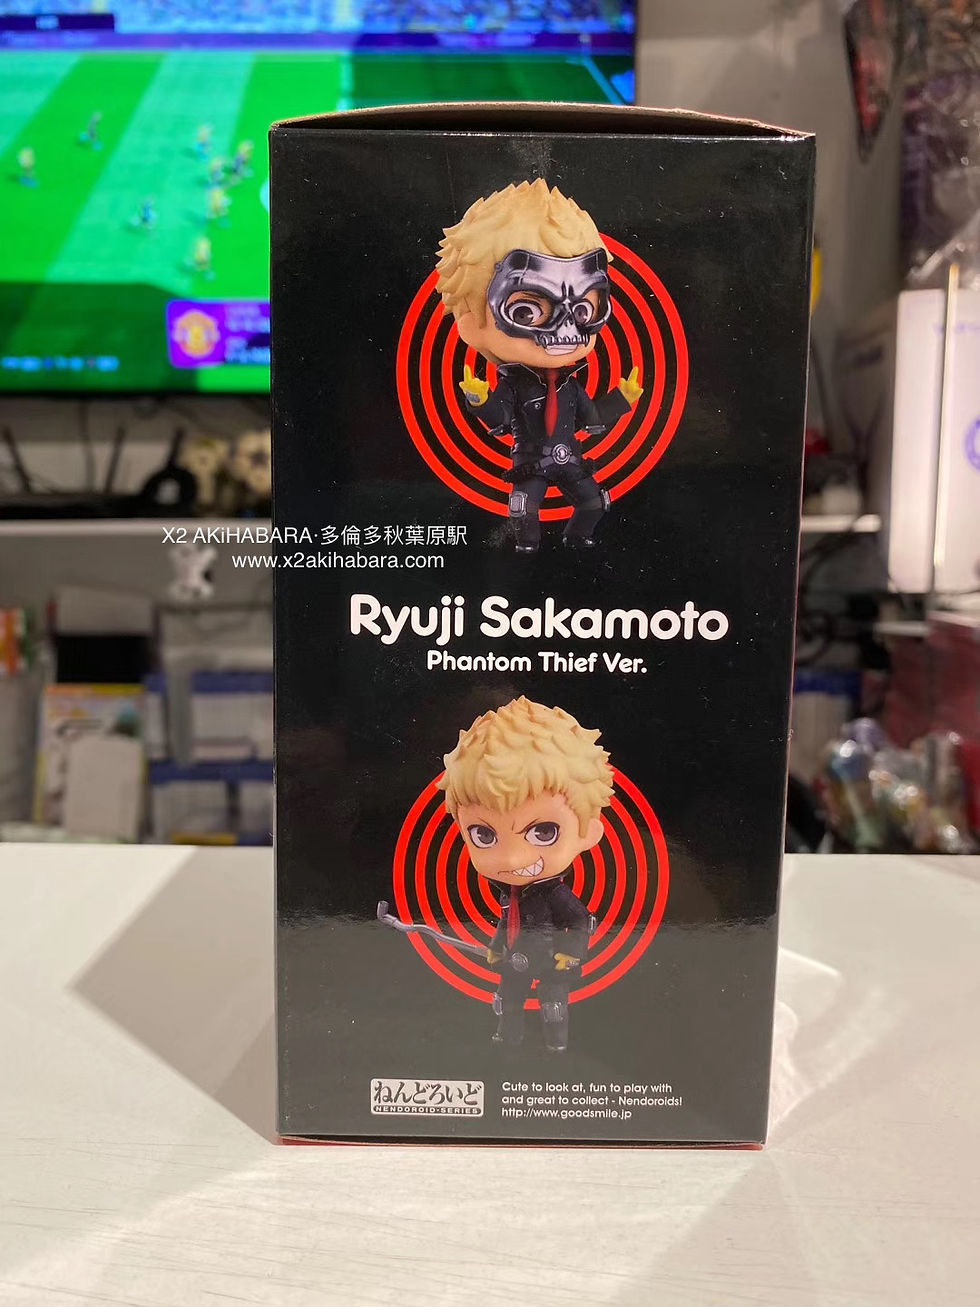 X2 AKiHABARA·多倫多秋葉原駅
www.x2akihabara.com
Ryuji Sakamoto
Phantom Thief Ver.
ねんどろいど
NENDOROID·SERIES
Cute to look at, fun to play with
and great to collect - Nendoroids!
http://www.goodsmile.jp